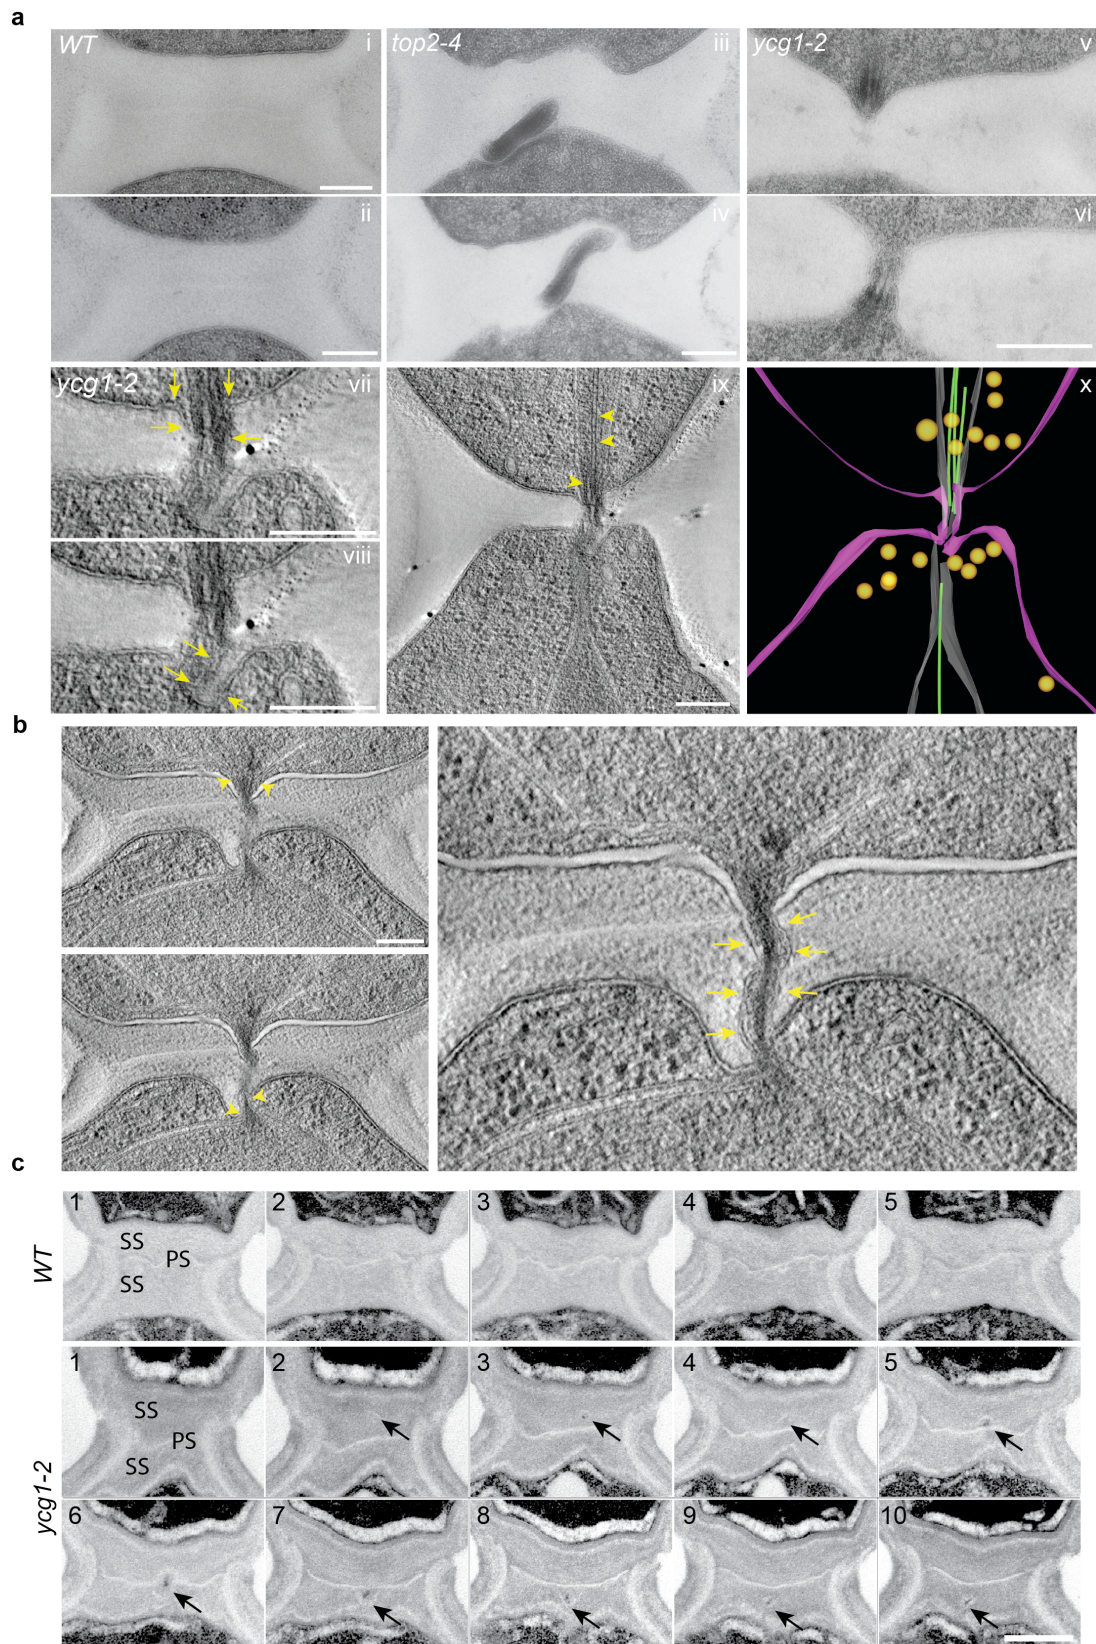 a
WT i
top2-4 iii
ycg1-2 v
ii
iv
vi
ycg1-2 vii
ix
x
viii
b
c
WT
1 2 3 4 5
SS
PS
SS
ycg1-2
1 2 3 4 5
SS
PS
SS
6 7 8 9 10